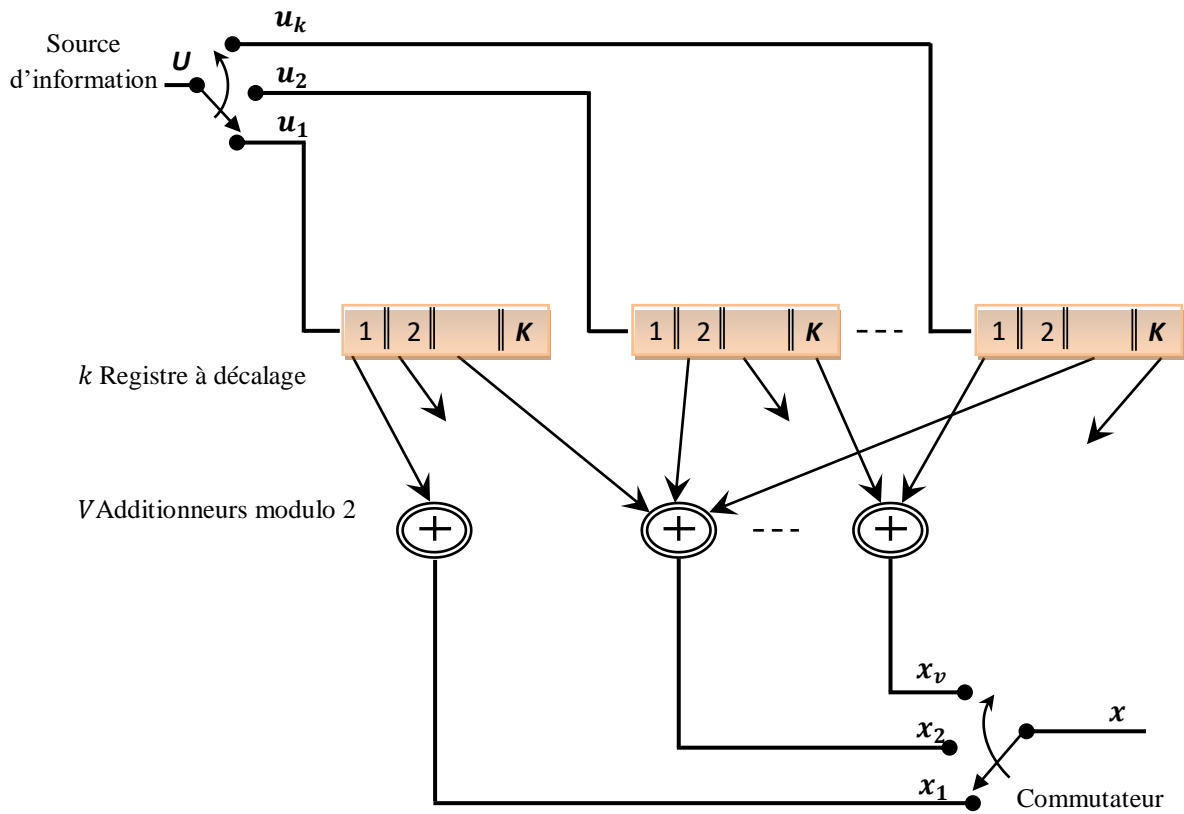 u_k
Source
d'information
U
u_2
u_1
1 2 K
1 2 K
1 2 K
k Registre à décalage
V Additionneurs modulo 2
+
+
+
x_v
x
x_2
x_1
Commutateur